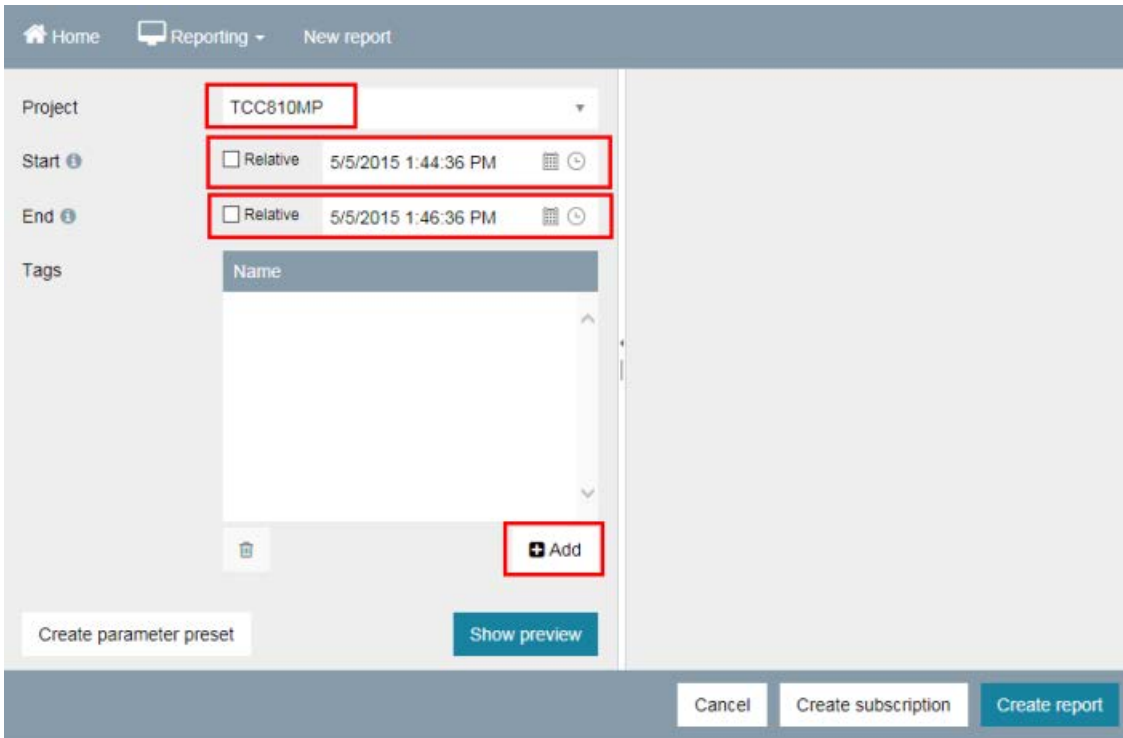 Home Reporting New report
Project TCC810MP
Start Relative 5/5/2015 1:44:36 PM
End Relative 5/5/2015 1:46:36 PM
Tags Name
Add
Create parameter preset Show preview
Cancel Create subscription Create report